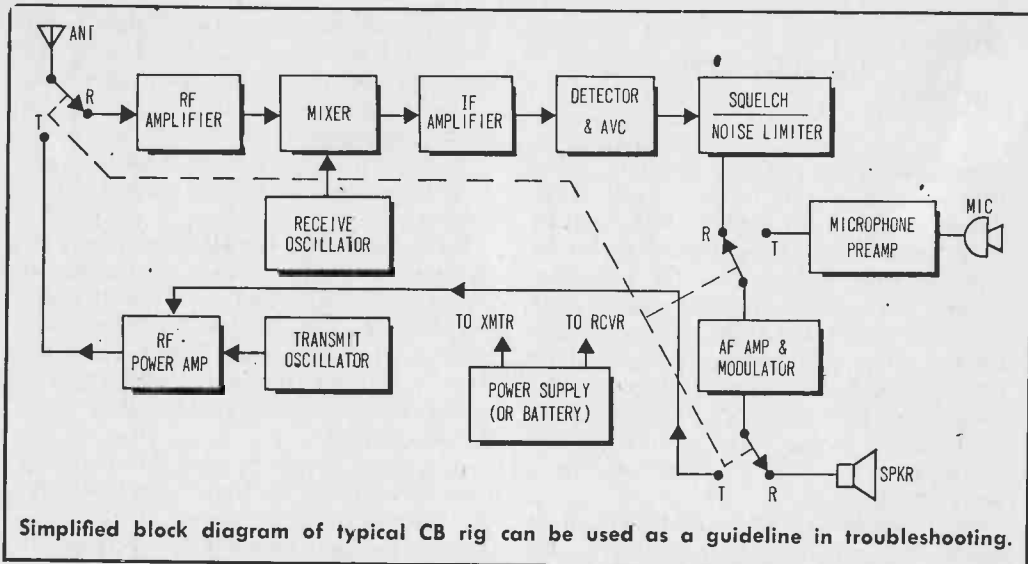 ANT
R
T
RF
AMPLIFIER
MIXER
IF
AMPLIFIER
DETECTOR
& AVC
SQUELCH
NOISE LIMITER
RECEIVE
OSCILLATOR
R
T
MICROPHONE
PREAMP
MIC
RF
POWER AMP
TRANSMIT
OSCILLATOR
TO XMTR
TO RCVR
POWER SUPPLY
(OR BATTERY)
AF AMP &
MODULATOR
T
R
SPKR
Simplified block diagram of typical CB rig can be used as a guideline in troubleshooting.